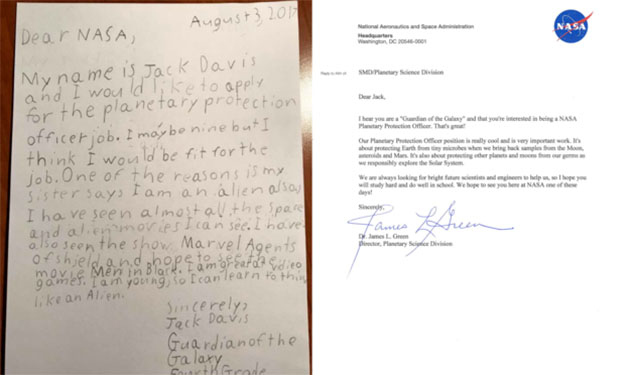 August 3, 2017
Dear NASA,
My name is Jack Davis
and I would like to apply
for the planetary protection
officer job. I may be nine but I
think I would be fit for the
job. One of the reasons is my
sister says I am an alien also
I have seen almost all the space
and alien movies I can see. I have
also seen the show Marvel Agents
of shield and hope to see the
movie Men in Black. I am great at video
games. I am young, so I can learn to think
like an Alien.
Sincerely,
Jack Davis
Guardian of the
Galaxy
Fourth Grade
National Aeronautics and Space Administration
Headquarters
Washington, DC 20546-0001
NASA
Reply to Attn of:
SMD/Planetary Science Division
Dear Jack,
I hear you are a "Guardian of the Galaxy" and that you're interested in being a NASA
Planetary Protection Officer. That's great!
Our Planetary Protection Officer position is really cool and is very important work. It's
about protecting Earth from tiny microbes when we bring back samples from the Moon,
asteroids and Mars. It's also about protecting other planets and moons from our germs as
we responsibly explore the Solar System.
We are always looking for bright future scientists and engineers to help us, so I hope you
will study hard and do well in school. We hope to see you here at NASA one of these
days!
Sincerely,
James L Green
Dr. James L. Green
Director, Planetary Science Division